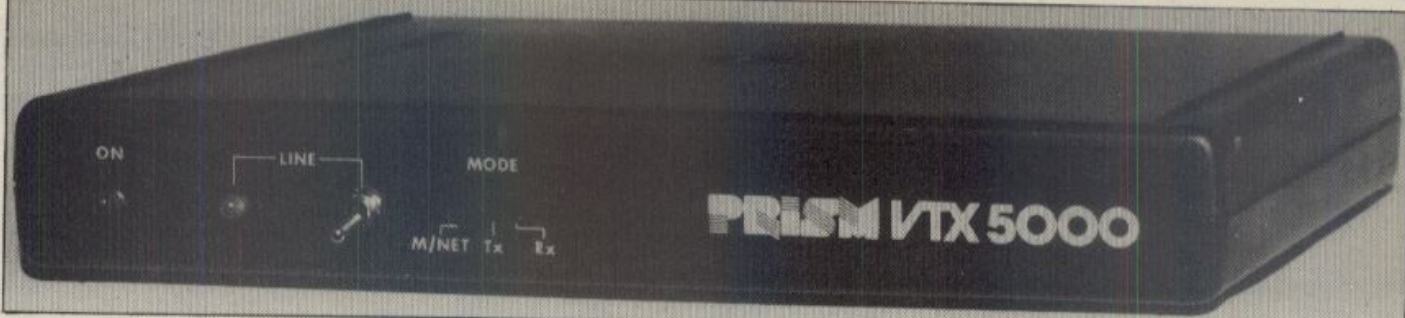 ON
LINE
MODE
M/NET Tx Rx
PRISM VTX 5000